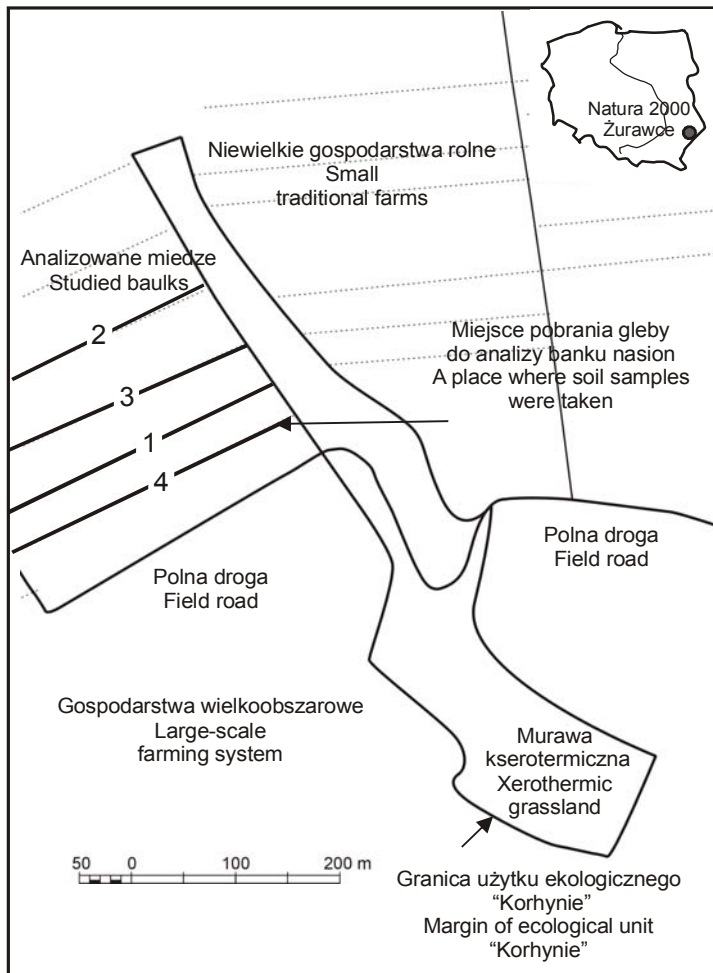 Natura 2000
Żurawce
Niewielkie gospodarstwa rolne
Small
traditional farms
Analizowane miedze
Studied baulks
2
3
1
4
Miejsce pobrania gleby
do analizy banku nasion
A place where soil samples
were taken
Polna droga
Field road
Polna droga
Field road
Gospodarstwa wielkoobszarowe
Large-scale
farming system
Murawa
kserotermiczna
Xerothermic
grassland
50 0 100 200 m
Granica użytku ekologicznego
“Korhynie”
Margin of ecological unit
“Korhynie”